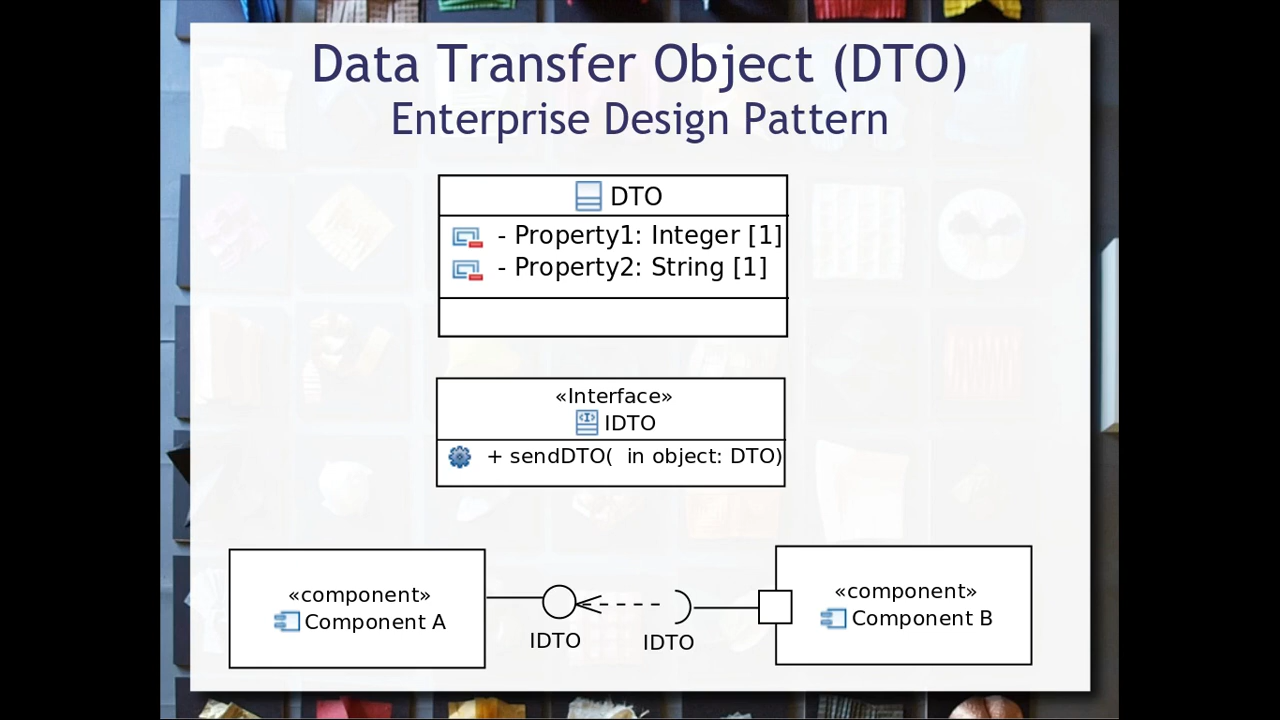 Data Transfer Object (DTO)
Enterprise Design Pattern
DTO
- Property1: Integer [1]
- Property2: String [1]
«Interface»
IDTO
+ sendDTO(  in object: DTO)
«component»
Component A
IDTO
IDTO
«component»
Component B